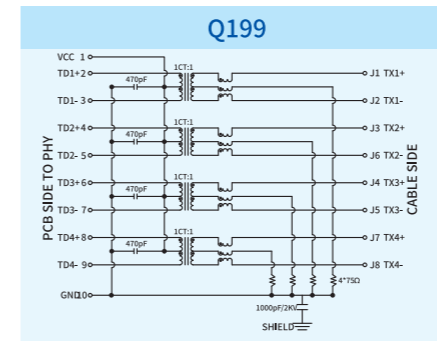 Q199
VCC 1
TD1+2 1CT:1 J1 TX1+
470pF
TD1- 3 J2 TX1-
TD2+4 1CT:1 J3 TX2+
470pF
TD2- 5 J6 TX2-
TD3+6 1CT:1 J4 TX3+
470pF
TD3- 7 J5 TX3-
TD4+8 1CT:1 J7 TX4+
470pF
TD4- 9 J8 TX4-
PCB SIDE TO PHY
CABLE SIDE
4*75Ω
GND10
1000pF/2KV
SHIELD